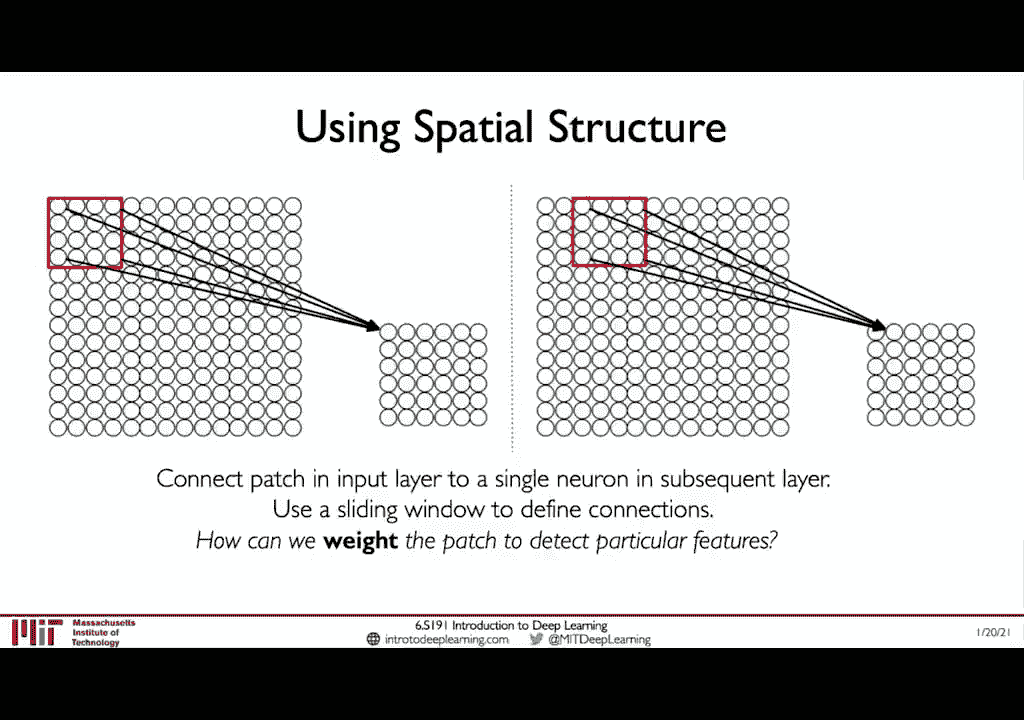 Using Spatial Structure
Connect patch in input layer to a single neuron in subsequent layer.
Use a sliding window to define connections.
How can we weight the patch to detect particular features?
MIT
Massachusetts
Institute of
Technology
6.S191 Introduction to Deep Learning
introtodeeplearning.com @MITDeepLearning
1/20/21